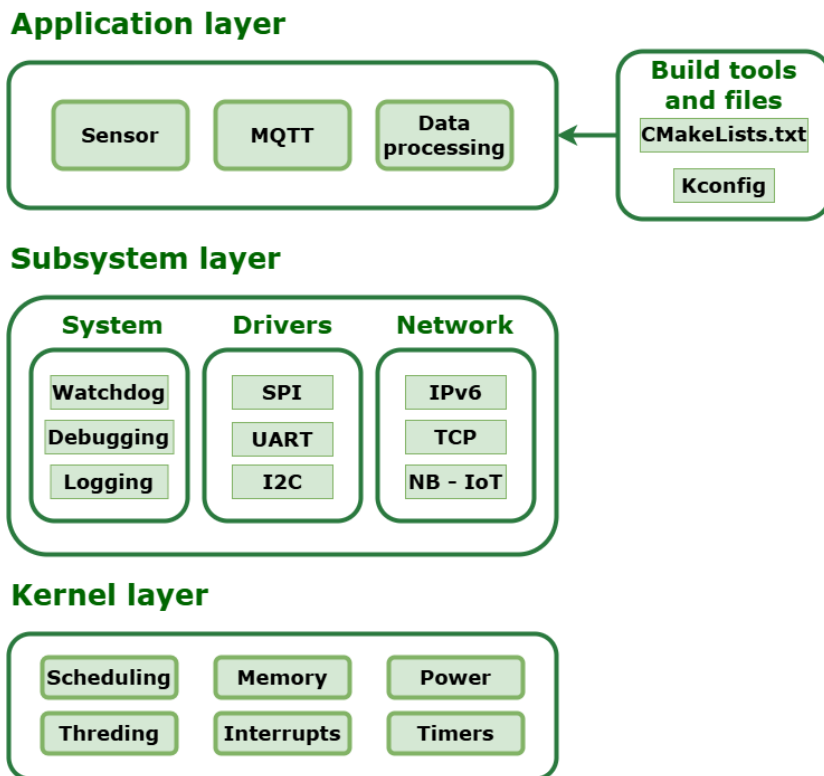 Application layer
Sensor
MQTT
Data
processing
Build tools
and files
CMakeLists.txt
Kconfig
Subsystem layer
System
Watchdog
Debugging
Logging
Drivers
SPI
UART
I2C
Network
IPv6
TCP
NB - IoT
Kernel layer
Scheduling
Memory
Power
Threding
Interrupts
Timers